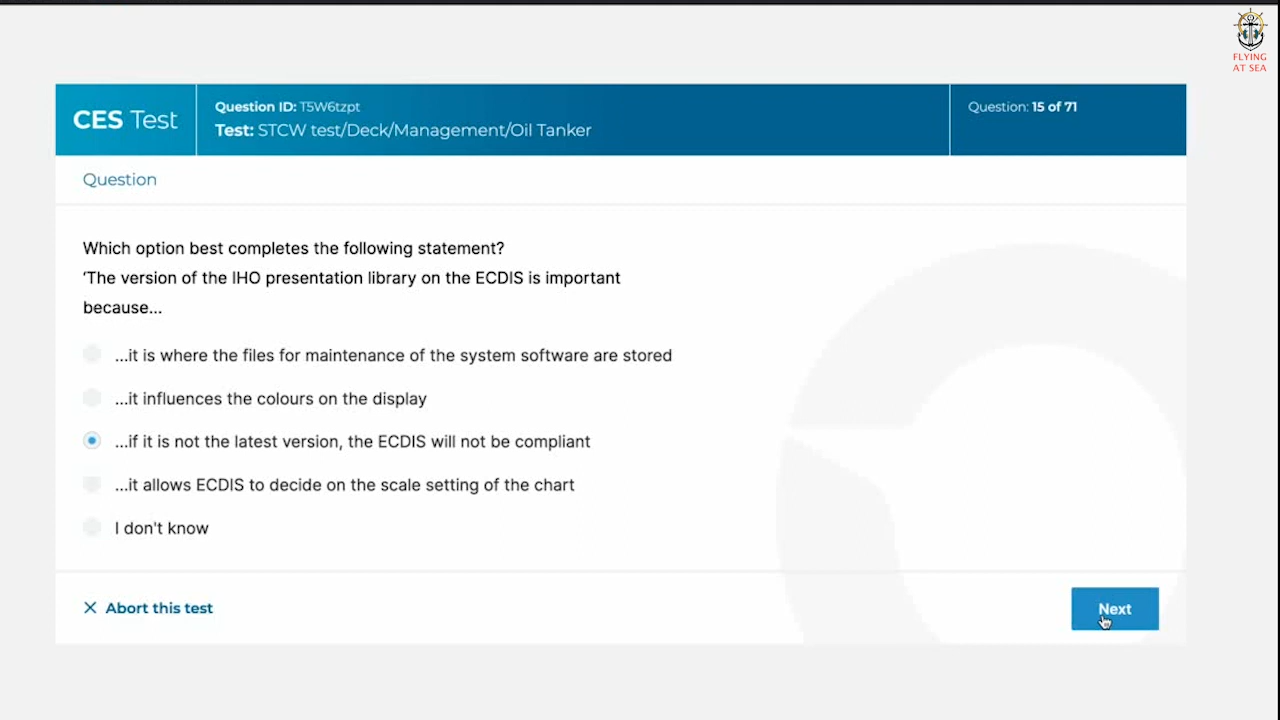 FLYING
AT SEA
CES Test
Question ID: T5W6tzpt
Test: STCW test/Deck/Management/Oil Tanker
Question: 15 of 71
Question
Which option best completes the following statement?
‘The version of the IHO presentation library on the ECDIS is important
because...
...it is where the files for maintenance of the system software are stored
...it influences the colours on the display
...if it is not the latest version, the ECDIS will not be compliant
...it allows ECDIS to decide on the scale setting of the chart
I don't know
Abort this test
Next